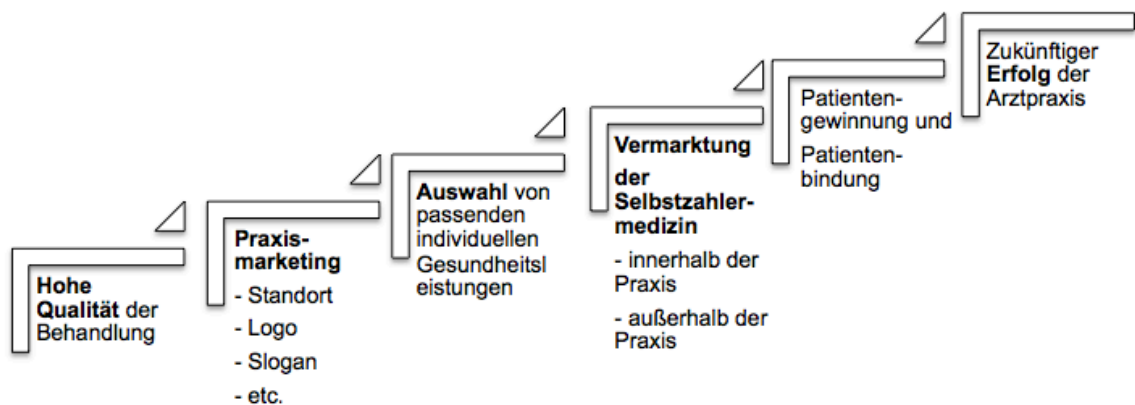 Hohe
Qualität der
Behandlung
Praxis-
marketing
- Standort
- Logo
- Slogan
- etc.
Auswahl von
passenden
individuellen
Gesundheitsl
eistungen
Vermarktung
der
Selbstzahler-
medizin
- innerhalb der
Praxis
- außerhalb der
Praxis
Patienten-
gewinnung und
Patienten-
bindung
Zukünftiger
Erfolg der
Arztpraxis